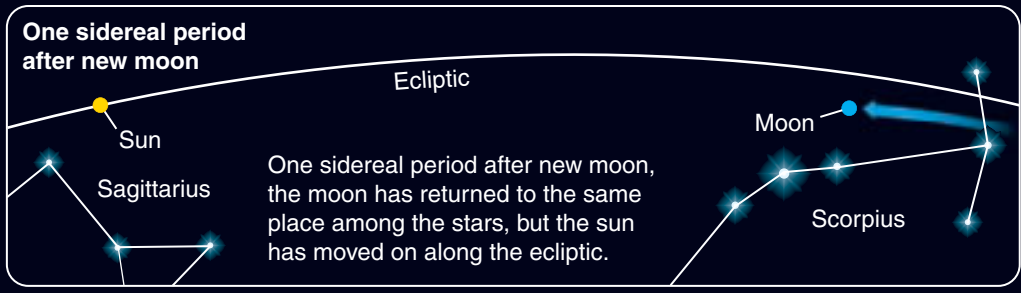 One sidereal period
after new moon
Ecliptic
Sun
Moon
Sagittarius
One sidereal period after new moon,
the moon has returned to the same
place among the stars, but the sun
has moved on along the ecliptic.
Scorpius